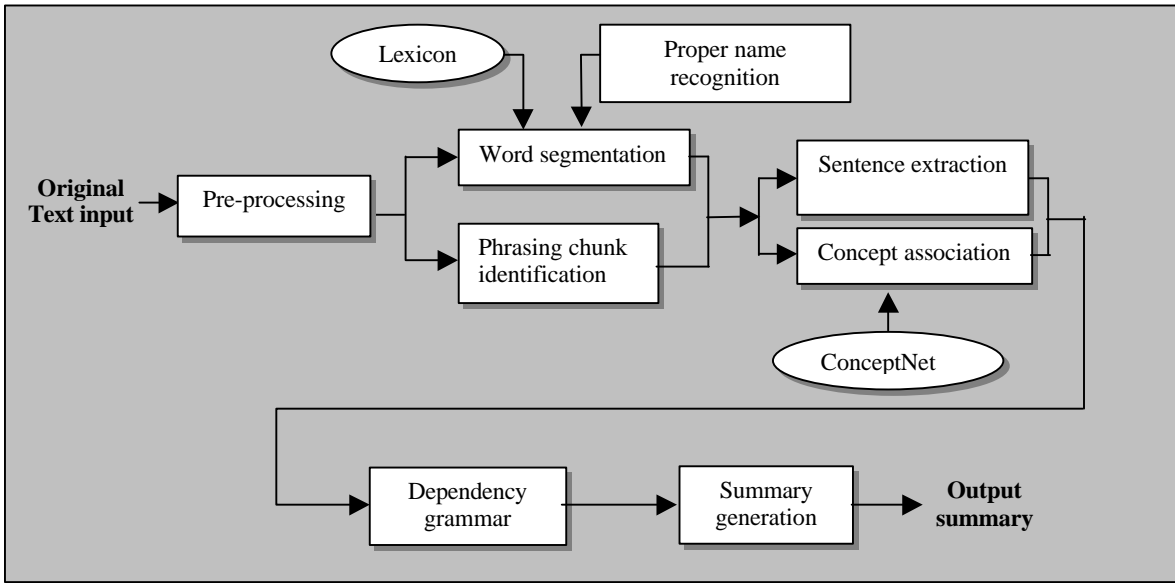 Lexicon
Proper name
recognition
Word segmentation
Sentence extraction
Original
Text input
Pre-processing
Phrasing chunk
identification
Concept association
ConceptNet
Dependency
grammar
Summary
generation
Output
summary